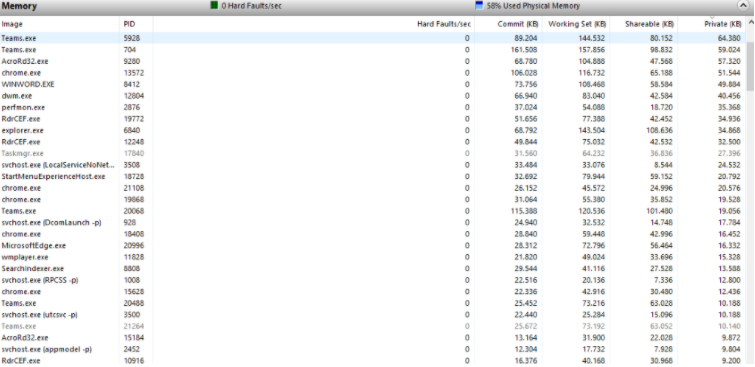 Memory 0 Hard Faults/sec 58% Used Physical Memory
Image PID Hard Faults/sec Commit (KB) Working Set (KB) Shareable (KB) Private (KB)
Teams.exe 5928 0 89.204 144.532 80.152 64.380
Teams.exe 704 0 161.508 157.856 98.832 59.024
AcroRd32.exe 9280 0 68.780 104.888 47.568 57.320
chrome.exe 13572 0 106.028 116.732 65.188 51.544
WINWORD.EXE 8412 0 73.756 108.468 58.584 49.884
dwm.exe 12804 0 66.940 83.040 42.584 40.456
perfmon.exe 2876 0 37.024 54.088 18.720 35.368
RdrCEF.exe 19772 0 51.656 77.388 42.452 34.936
explorer.exe 6840 0 68.792 143.504 108.636 34.868
RdrCEF.exe 12248 0 49.844 75.032 42.532 32.500
Taskmgr.exe 17840 0 31.560 64.232 36.836 27.396
svchost.exe (LocalServiceNoNet... 3508 0 33.484 33.076 8.544 24.532
StartMenuExperienceHost.exe 18728 0 32.692 79.944 59.152 20.792
chrome.exe 21108 0 26.152 45.572 24.996 20.576
chrome.exe 19868 0 31.064 55.380 35.852 19.528
Teams.exe 20068 0 115.388 120.536 101.480 19.056
svchost.exe (DcomLaunch -p) 928 0 24.940 32.532 14.748 17.784
chrome.exe 18408 0 28.840 59.448 42.996 16.452
MicrosoftEdge.exe 20996 0 28.312 72.796 56.464 16.332
wmplayer.exe 11828 0 21.820 49.024 33.696 15.328
SearchIndexer.exe 8808 0 29.544 41.116 27.528 13.588
svchost.exe (RPCSS -p) 1008 0 22.516 20.136 7.336 12.800
chrome.exe 15628 0 22.336 42.916 30.480 12.436
Teams.exe 20488 0 25.452 73.216 63.028 10.188
svchost.exe (utcsvc -p) 3500 0 22.440 25.284 15.096 10.188
Teams.exe 21264 0 25.672 73.192 63.052 10.140
AcroRd32.exe 15184 0 13.164 31.900 22.028 9.872
svchost.exe (appmodel -p) 2452 0 12.304 17.732 7.928 9.804
RdrCEF.exe 10916 0 16.376 40.168 30.968 9.200